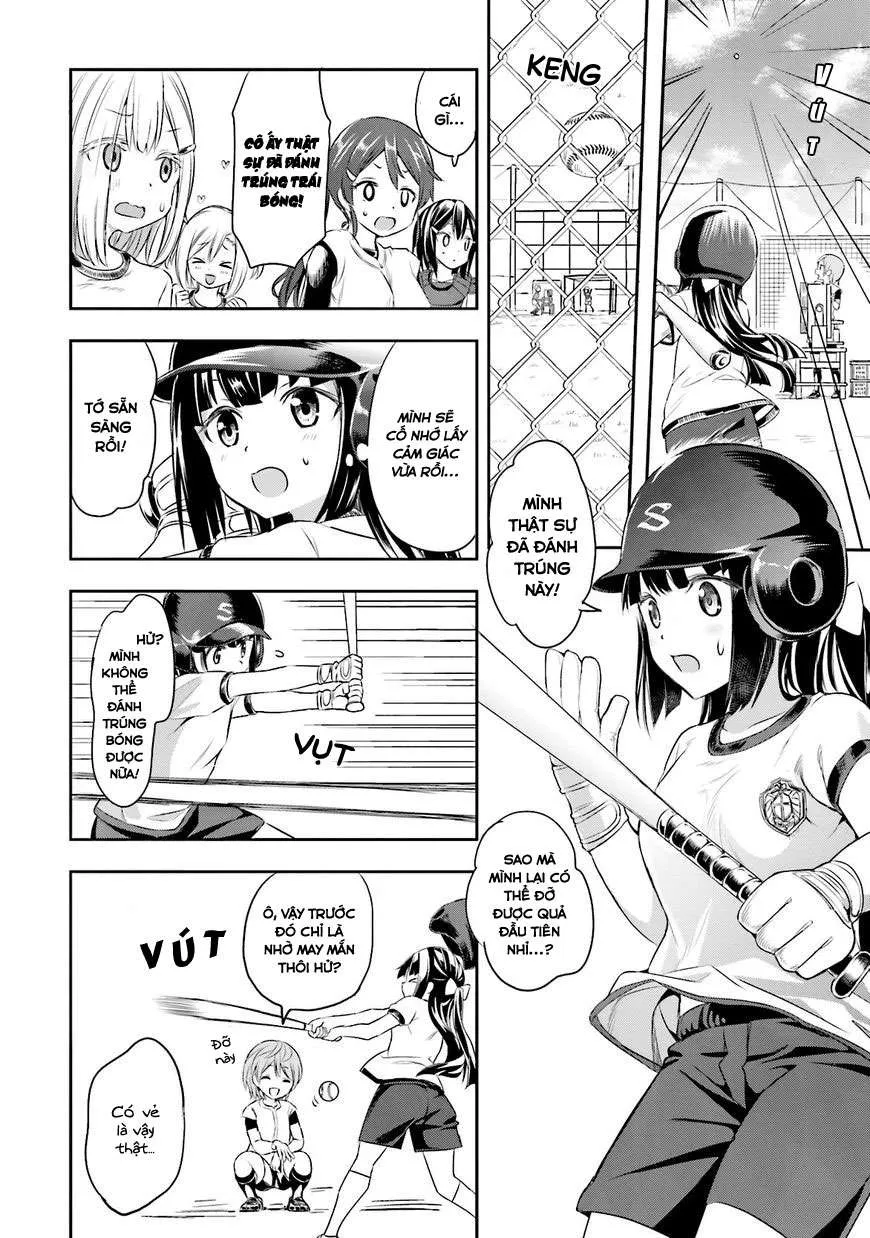 VÚT
KENG
S
MÌNH
THẬT SỰ
ĐÃ ĐÁNH
TRÚNG
NÀY!
SAO MÀ
MÌNH LẠI CÓ
THỂ ĐỠ
ĐƯỢC QUẢ
ĐẦU TIÊN
NHỈ...?
CÁI
GÌ...
CÔ ẤY THẬT
SỰ ĐÃ ĐÁNH
TRÚNG TRÁI
BÓNG!
MÌNH SẼ
CỐ NHỚ LẤY
CẢM GIÁC
VỪA RỒI...
TỚ SẴN
SÀNG
RỒI!
S
HỬ?
MÌNH
KHÔNG
THỂ
ĐÁNH
TRÚNG
BÓNG
ĐƯỢC
NỮA!
VỤT
Ô, VẬY TRƯỚC
ĐÓ CHỈ LÀ
NHỜ MAY MẮN
THÔI HỬ?
VÚT
Đỡ
này
Có vẻ
là vậy
thật...